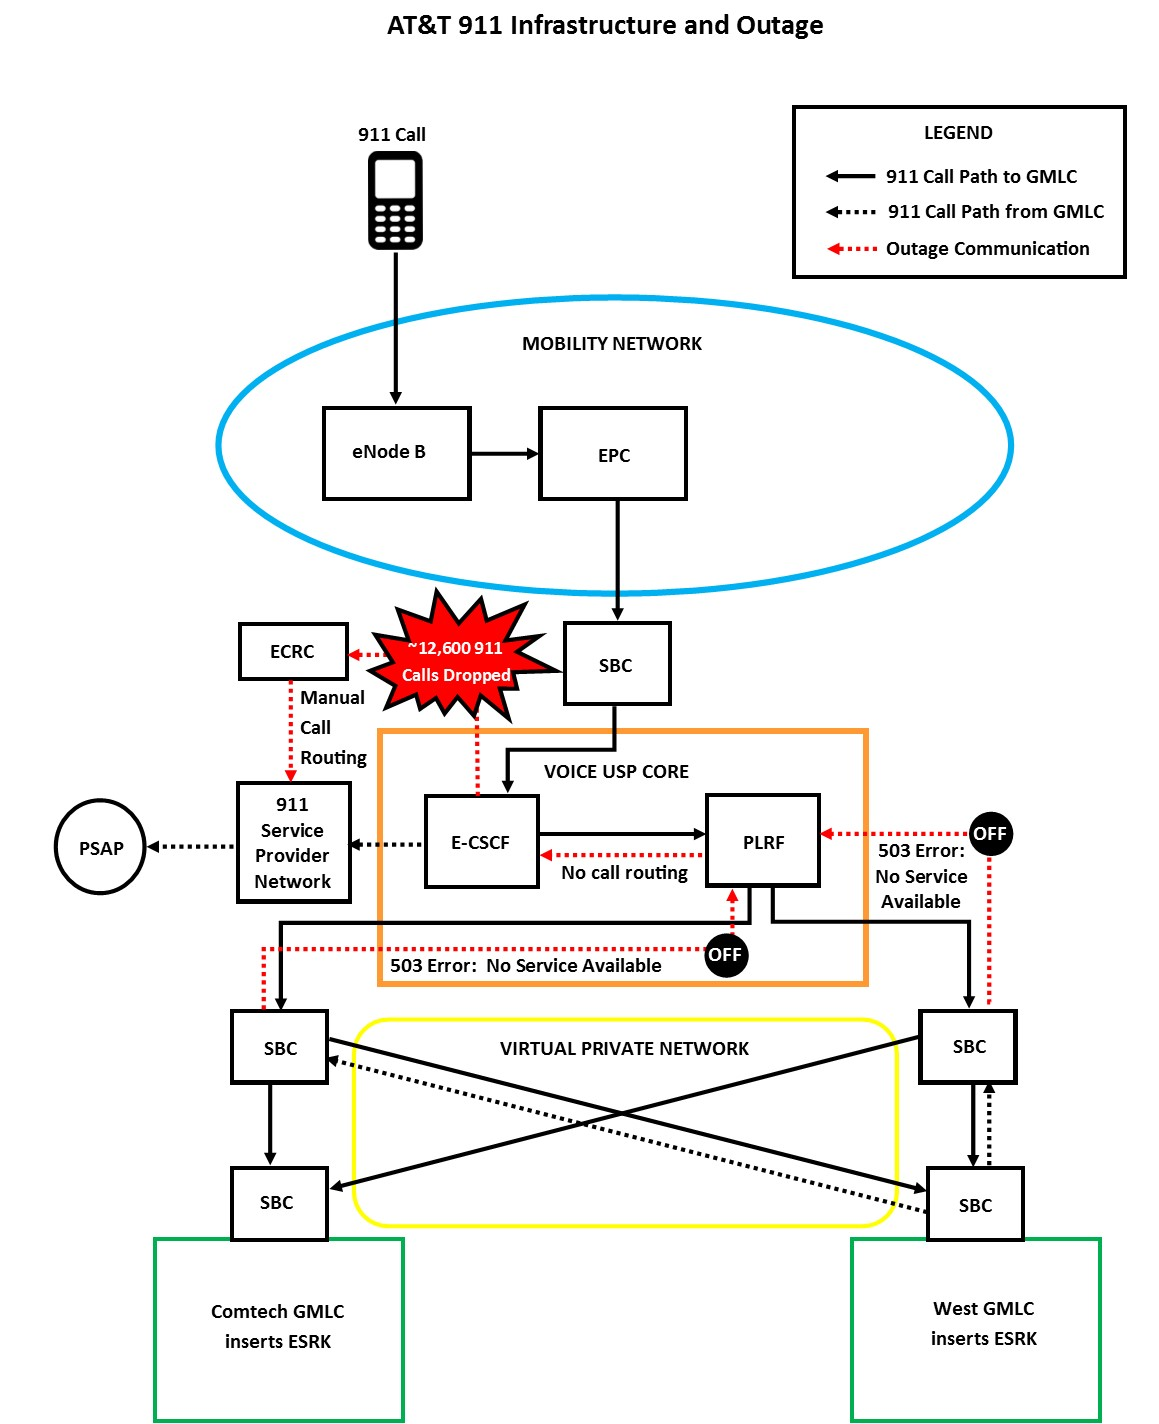 AT&T 911 Infrastructure and Outage
911 Call
LEGEND
911 Call Path to GMLC
911 Call Path from GMLC
Outage Communication
MOBILITY NETWORK
eNode B
EPC
ECRC
~12,600 911
Calls Dropped
SBC
Manual
Call
Routing
VOICE USP CORE
911
Service
Provider
Network
PSAP
E-CSCF
PLRF
No call routing
OFF
503 Error:
No Service
Available
OFF
503 Error:  No Service Available
SBC
VIRTUAL PRIVATE NETWORK
SBC
SBC
SBC
Comtech GMLC
inserts ESRK
West GMLC
inserts ESRK